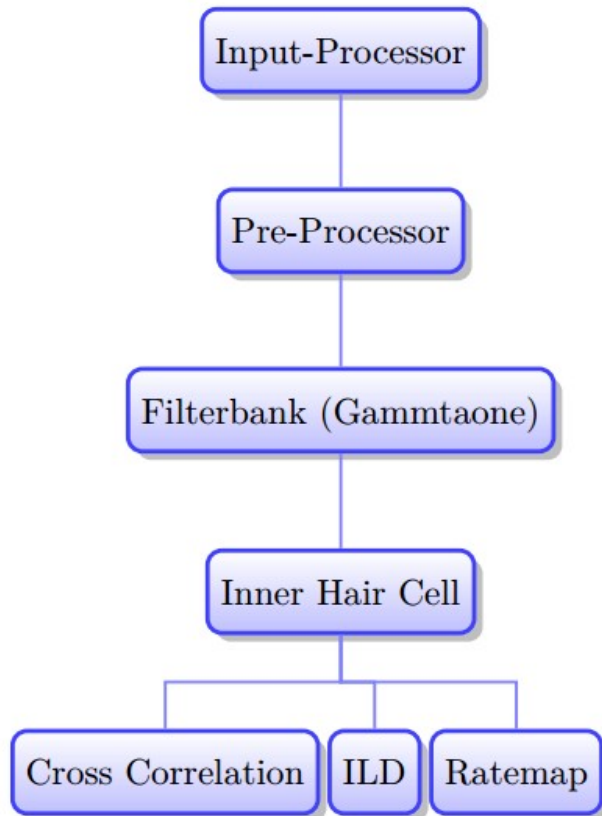 Input-Processor
Pre-Processor
Filterbank (Gammtaone)
Inner Hair Cell
Cross Correlation
ILD
Ratemap